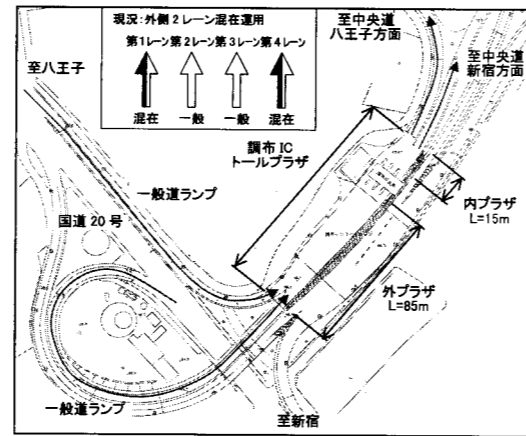 現況:外側2レーン混在運用
第1レーン 第2レーン 第3レーン 第4レーン
混在 一般 一般 混在
至中央道
八王子方面
至中央道
新宿方面
至八王子
調布IC
トールプラザ
一般道ランプ
国道20号
内プラザ
L=15m
外プラザ
L=85m
一般道ランプ
至新宿